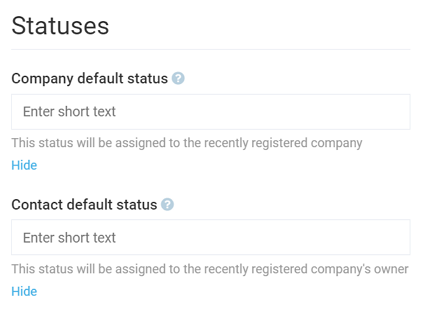 Statuses
Company default status ?
Enter short text
This status will be assigned to the recently registered company
Hide
Contact default status ?
Enter short text
This status will be assigned to the recently registered company's owner
Hide